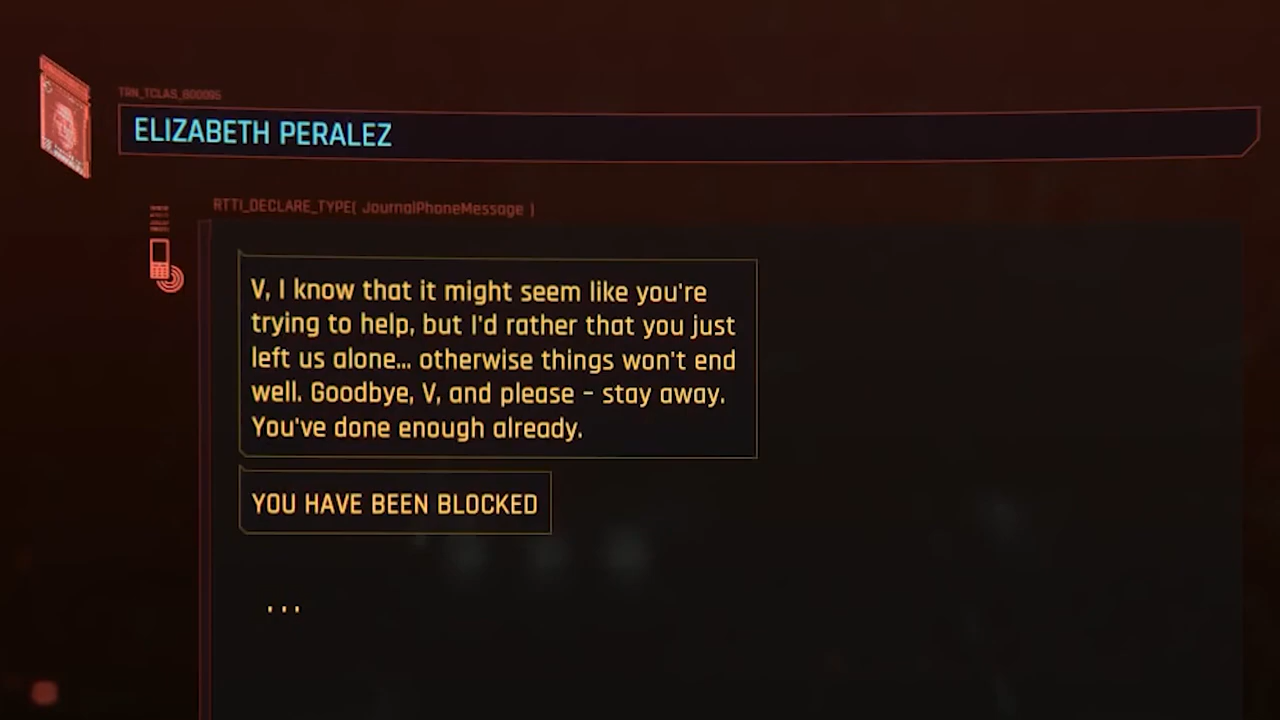 TRN_TCLAS_800095
ELIZABETH PERALEZ
RTTI_DECLARE_TYPE( JournalPhoneMessage )
V, I know that it might seem like you're
trying to help, but I'd rather that you just
left us alone... otherwise things won't end
well. Goodbye, V, and please - stay away.
You've done enough already.
YOU HAVE BEEN BLOCKED
...